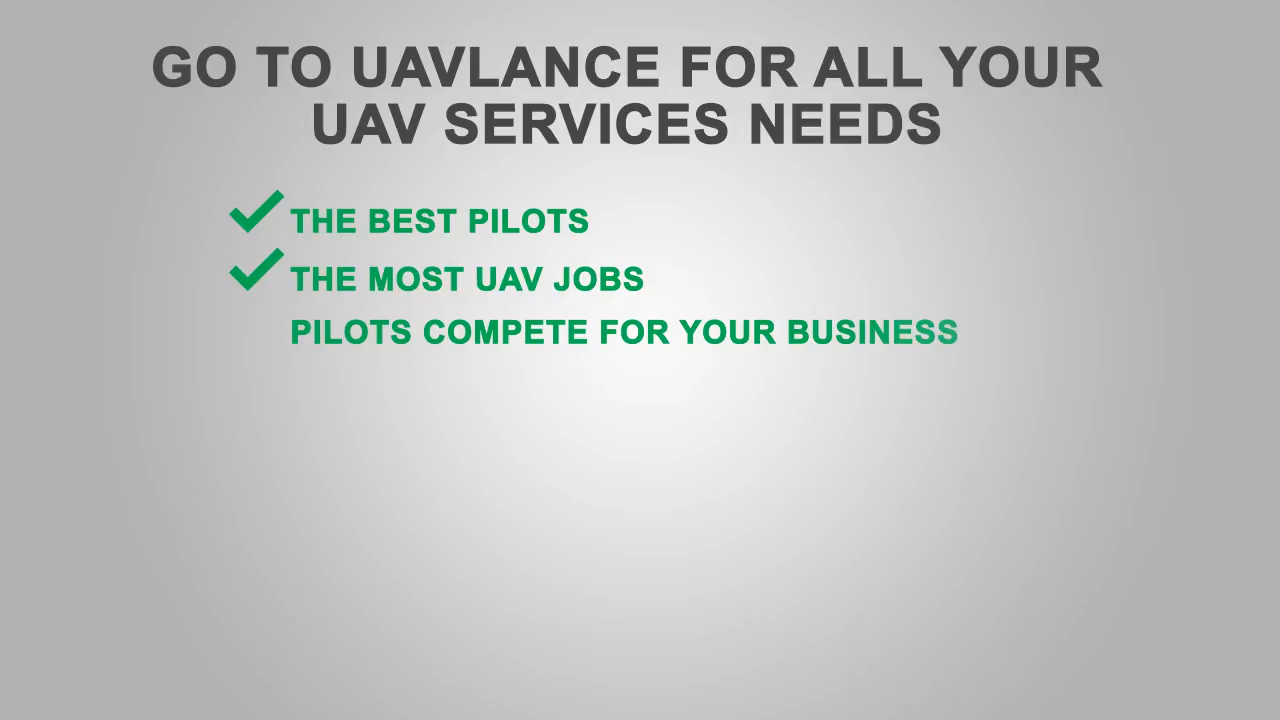 GO TO UAVLANCE FOR ALL YOUR
UAV SERVICES NEEDS
THE BEST PILOTS
THE MOST UAV JOBS
PILOTS COMPETE FOR YOUR BUSINESS